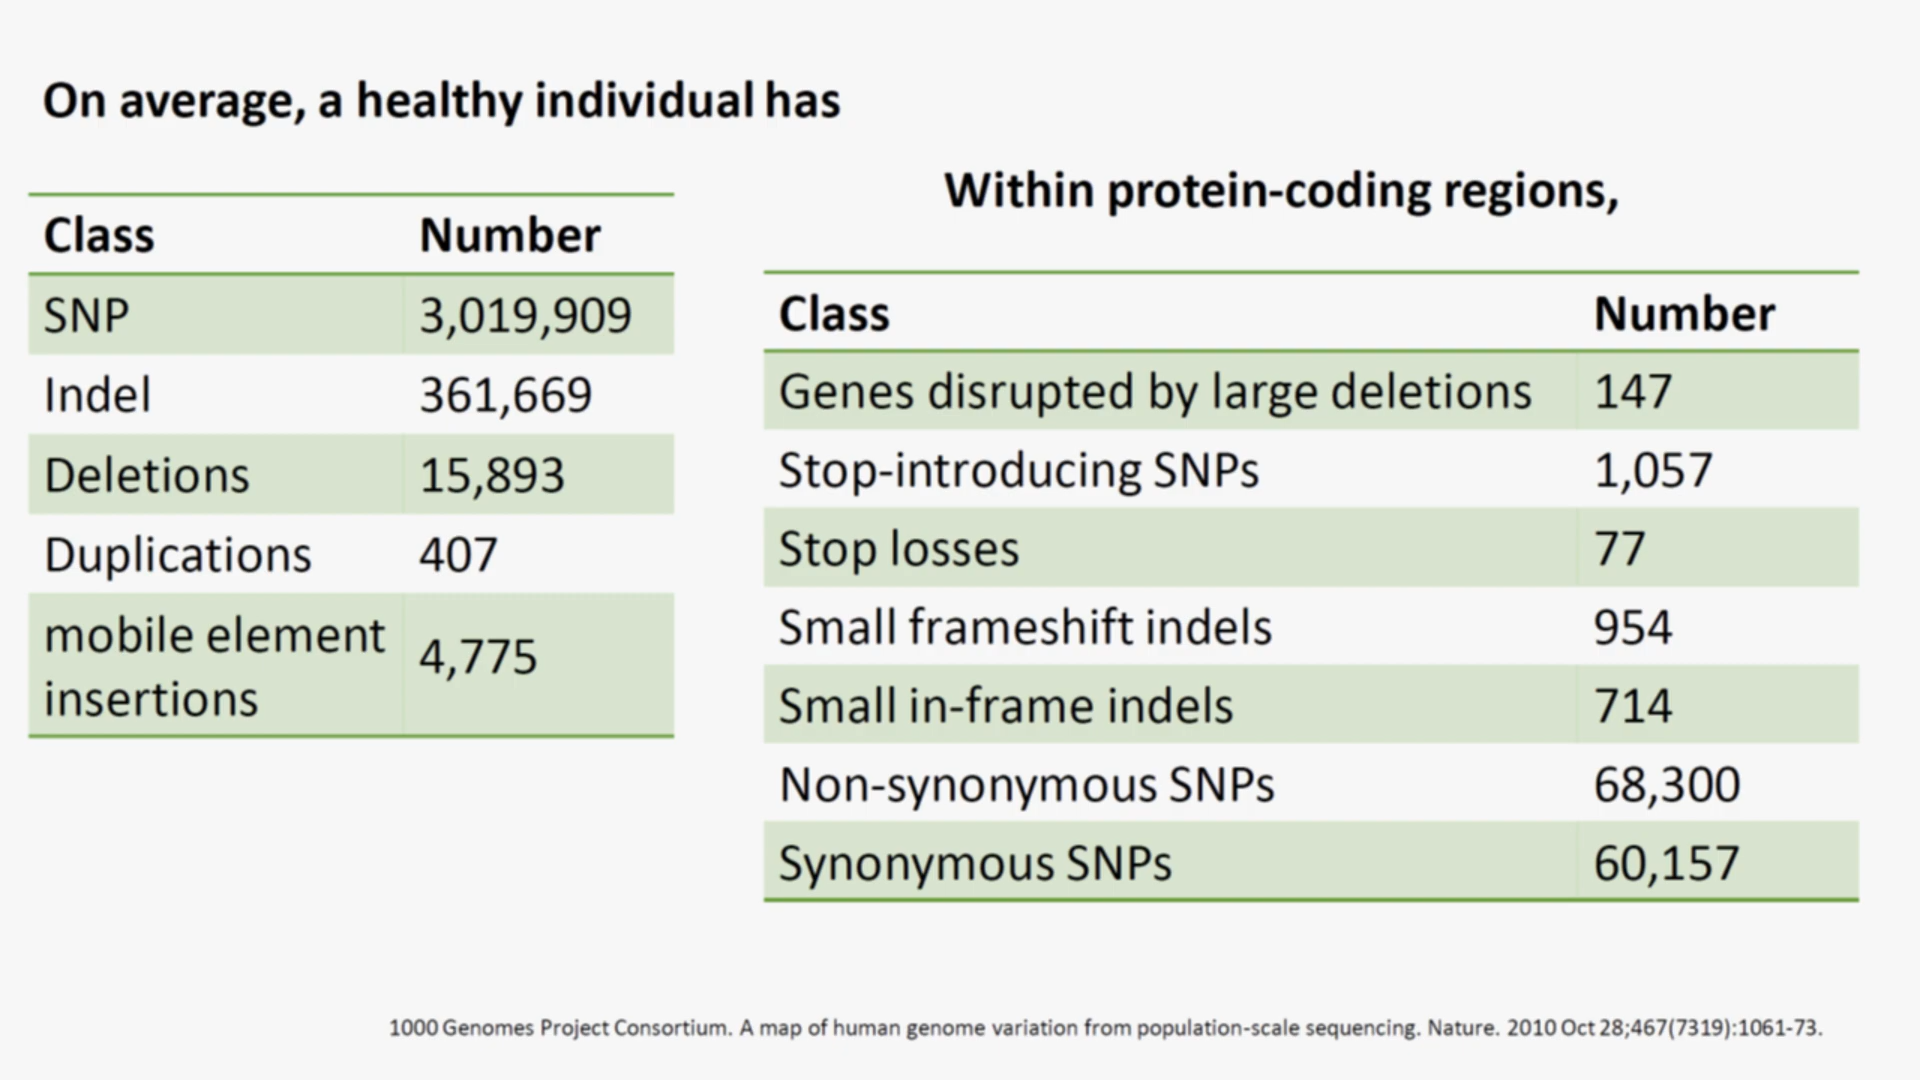 On average, a healthy individual has
Class Number
SNP 3,019,909
Indel 361,669
Deletions 15,893
Duplications 407
mobile element
insertions 4,775
Within protein-coding regions,
Class Number
Genes disrupted by large deletions 147
Stop-introducing SNPs 1,057
Stop losses 77
Small frameshift indels 954
Small in-frame indels 714
Non-synonymous SNPs 68,300
Synonymous SNPs 60,157
1000 Genomes Project Consortium. A map of human genome variation from population-scale sequencing. Nature. 2010 Oct 28;467(7319):1061-73.